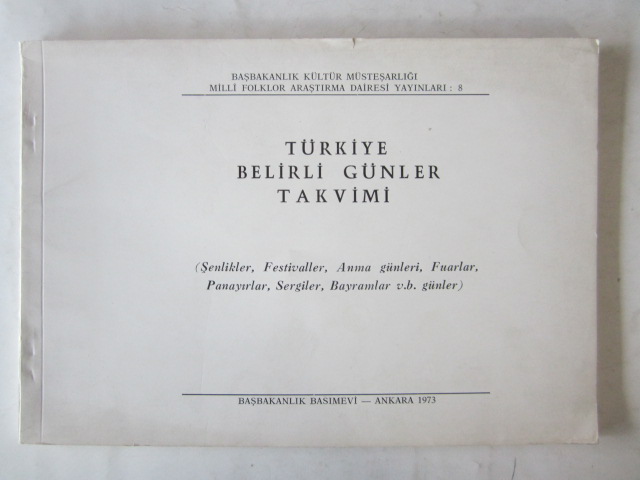 BAŞBAKANLIK KÜLTÜR MÜSTEŞARLIĞI
MİLLİ FOLKLOR ARAŞTIRMA DAİRESİ YAYINLARI : 8
TÜRKİYE
BELİRLİ GÜNLER
TAKVİMİ
(Şenlikler, Festivaller, Anma günleri, Fuarlar,
Panayırlar, Sergiler, Bayramlar v.b. günler)
BAŞBAKANLIK BASIMEVİ — ANKARA 1973